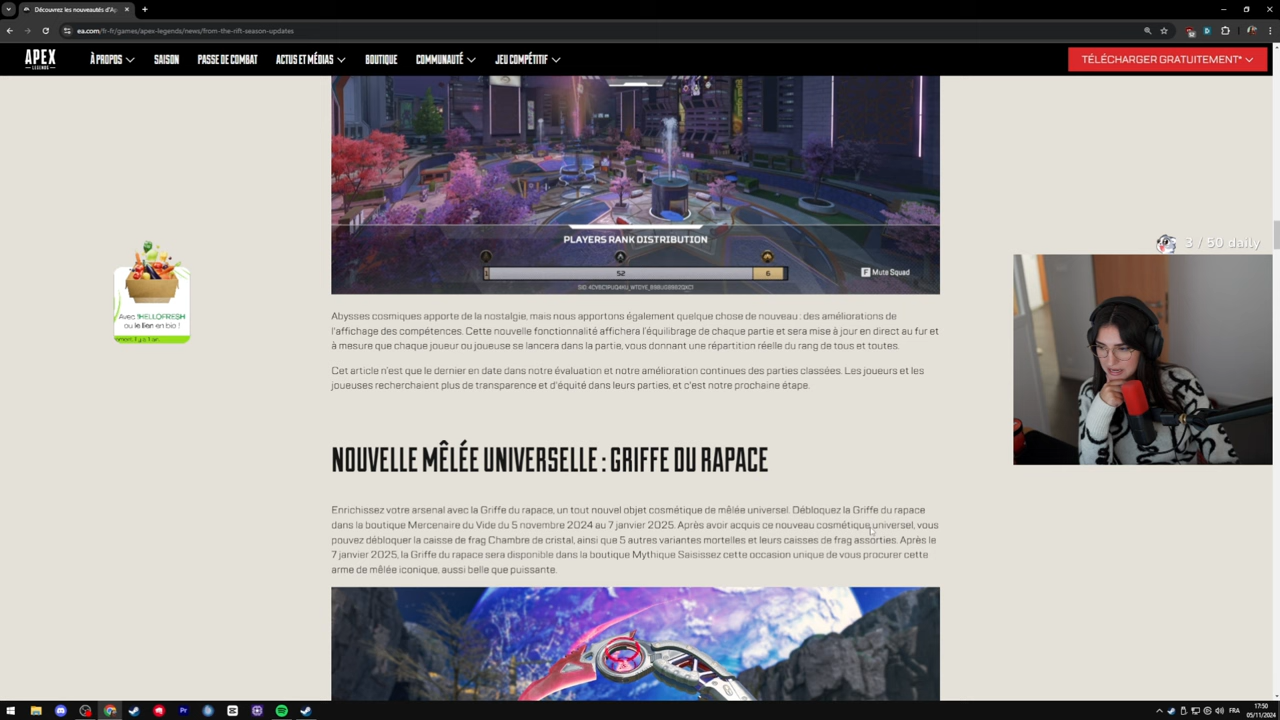 Découvrez les nouveautés d'Ap
ea.com/fr-fr/games/apex-legends/news/from-the-rift-season-updates
APEX
LEGENDS
À PROPOS
SAISON
PASSE DE COMBAT
ACTUS ET MÉDIAS
BOUTIQUE
COMMUNAUTÉ
JEU COMPÉTITIF
TÉLÉCHARGER GRATUITEMENT*
PLAYERS RANK DISTRIBUTION
1
52
6
F Mute Squad
3 / 50 daily
Avec !HELLOFRESH
ou le lien en bio !
Abysses cosmiques apporte de la nostalgie, mais nous apportons également quelque chose de nouveau : des améliorations de
l'affichage des compétences. Cette nouvelle fonctionnalité affichera l'équilibrage de chaque partie et sera mise à jour en direct au fur et
à mesure que chaque joueur ou joueuse se lancera dans la partie, vous donnant une répartition réelle du rang de tous et toutes.
Cet article n'est que le dernier en date dans notre évaluation et notre amélioration continues des parties classées. Les joueurs et les
joueuses recherchaient plus de transparence et d'équité dans leurs parties, et c'est notre prochaine étape.
NOUVELLE MÊLÉE UNIVERSELLE : GRIFFE DU RAPACE
Enrichissez votre arsenal avec la Griffe du rapace, un tout nouvel objet cosmétique de mêlée universel. Débloquez la Griffe du rapace
dans la boutique Mercenaire du Vide du 5 novembre 2024 au 7 janvier 2025. Après avoir acquis ce nouveau cosmétique universel, vous
pouvez débloquer la caisse de frag Chambre de cristal, ainsi que 5 autres variantes mortelles et leurs caisses de frag assorties. Après le
7 janvier 2025, la Griffe du rapace sera disponible dans la boutique Mythique Saisissez cette occasion unique de vous procurer cette
arme de mêlée iconique, aussi belle que puissante.
FRA
17:50
05/11/2024